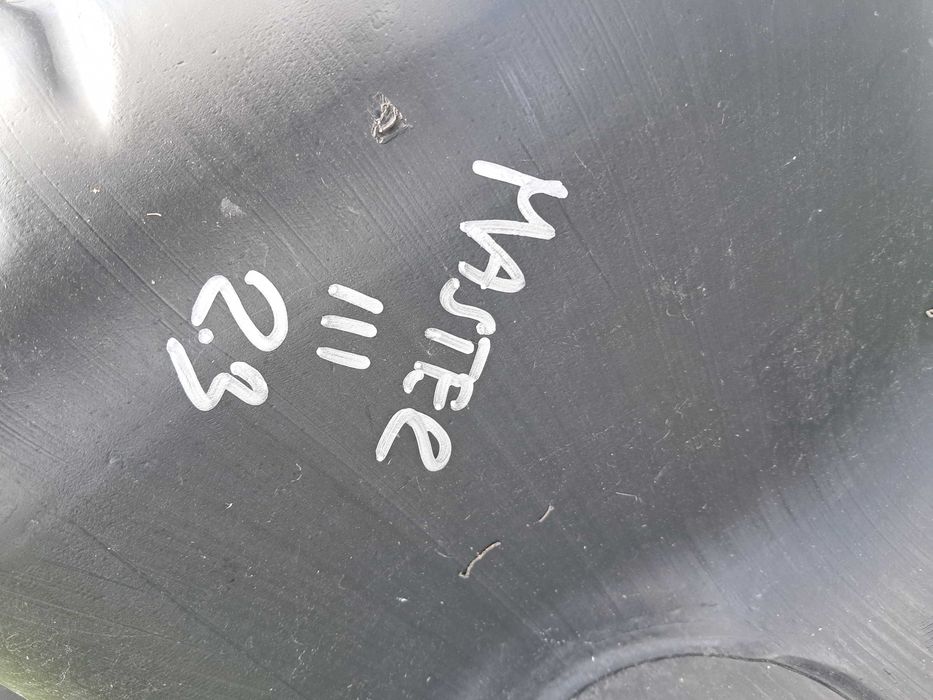 MASTER
III
2.3